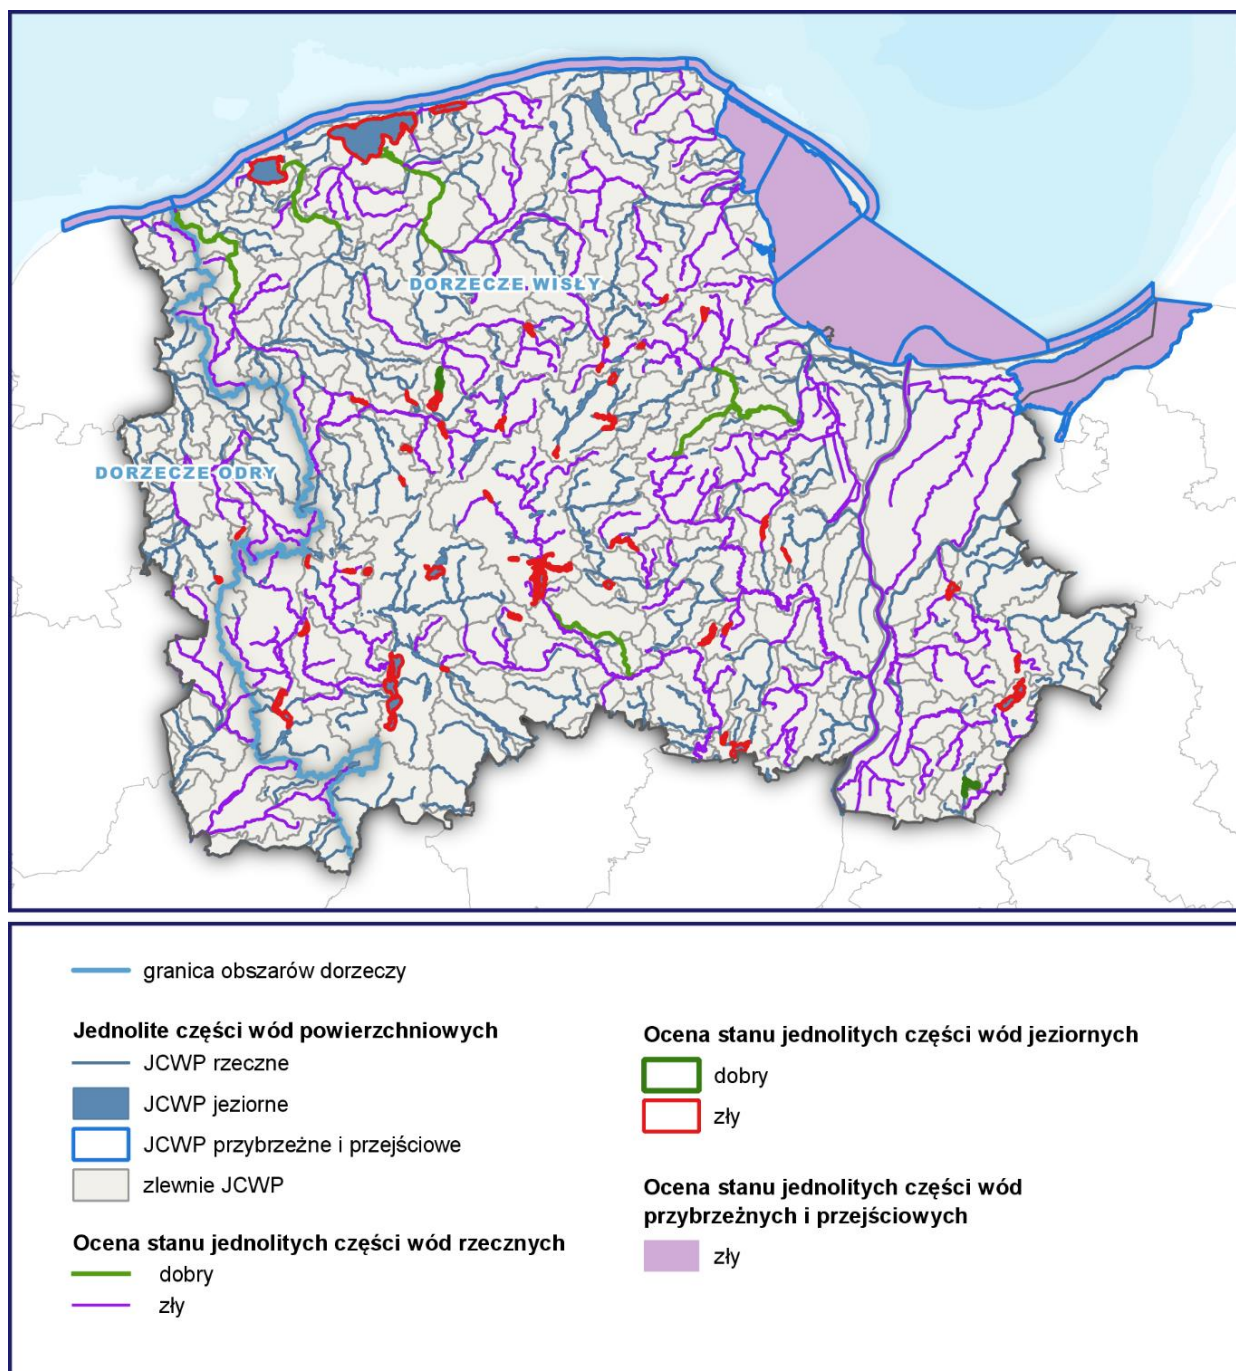 DORZECZE WISŁY
DORZECZE ODRY
granica obszarów dorzeczy
Jednolite części wód powierzchniowych
JCWP rzeczne
JCWP jeziorne
JCWP przybrzeżne i przejściowe
zlewnie JCWP
Ocena stanu jednolitych części wód rzecznych
dobry
zły
Ocena stanu jednolitych części wód jeziornych
dobry
zły
Ocena stanu jednolitych części wód
przybrzeżnych i przejściowych
zły